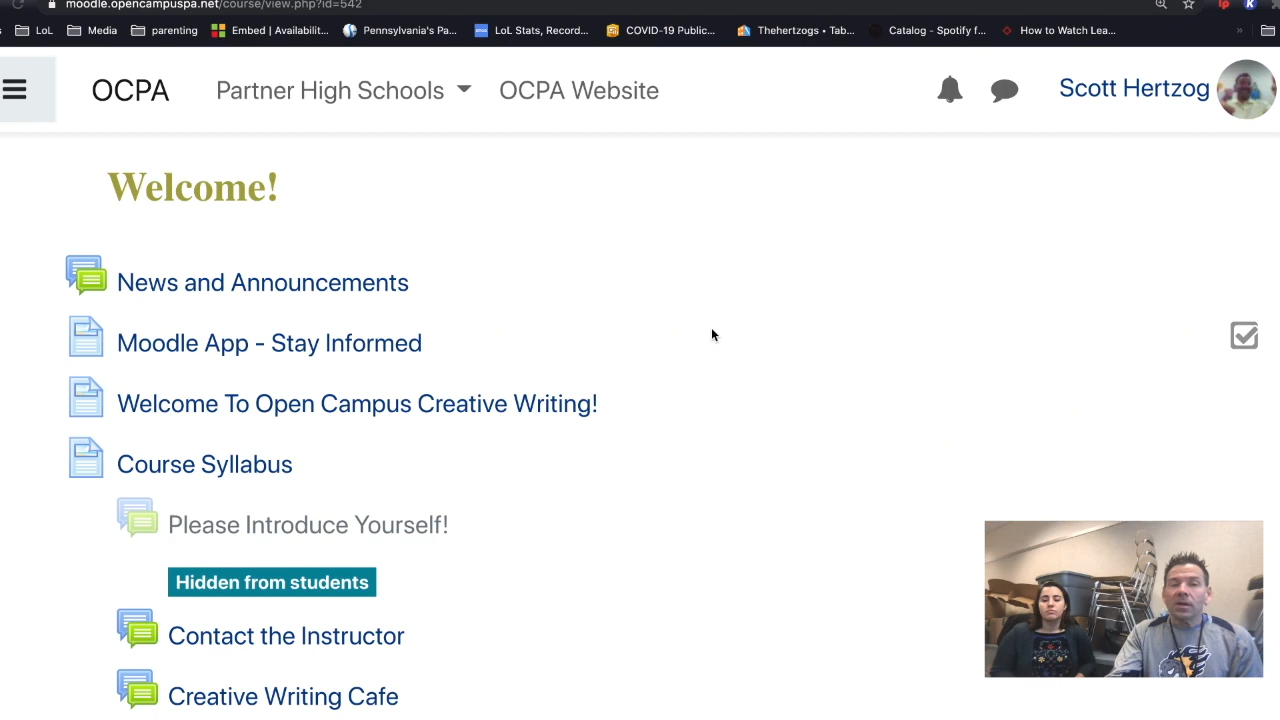 moodle.opencampuspa.net/course/view.php?id=542
LoL Media parenting Embed | Availabilit... Pennsylvania's Pa... LoL Stats, Record... COVID-19 Public... Thehertzogs • Tab... Catalog - Spotify f... How to Watch Lea... »
OCPA Partner High Schools OCPA Website Scott Hertzog
Welcome!
News and Announcements
Moodle App - Stay Informed
Welcome To Open Campus Creative Writing!
Course Syllabus
Please Introduce Yourself!
Hidden from students
Contact the Instructor
Creative Writing Cafe